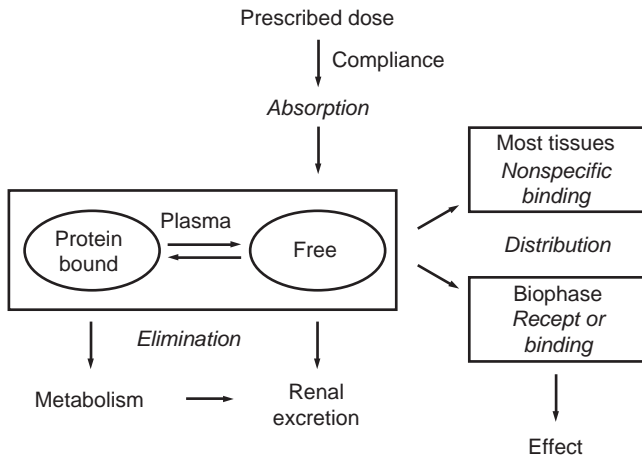 Prescribed dose
Compliance
Absorption
Most tissues
Nonspecific
binding
Plasma
Protein
bound
Free
Distribution
Biophase
Recept or
binding
Elimination
Metabolism
Renal
excretion
Effect